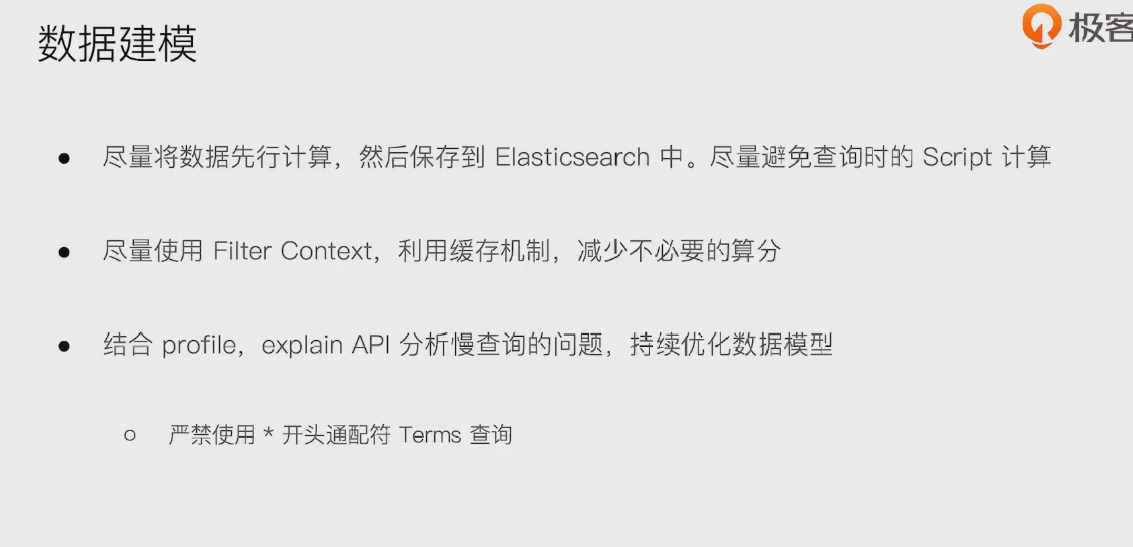 极客
数据建模
● 尽量将数据先行计算，然后保存到 Elasticsearch 中。尽量避免查询时的 Script 计算
● 尽量使用 Filter Context，利用缓存机制，减少不必要的算分
● 结合 profile，explain API 分析慢查询的问题，持续优化数据模型
○ 严禁使用 * 开头通配符 Terms 查询